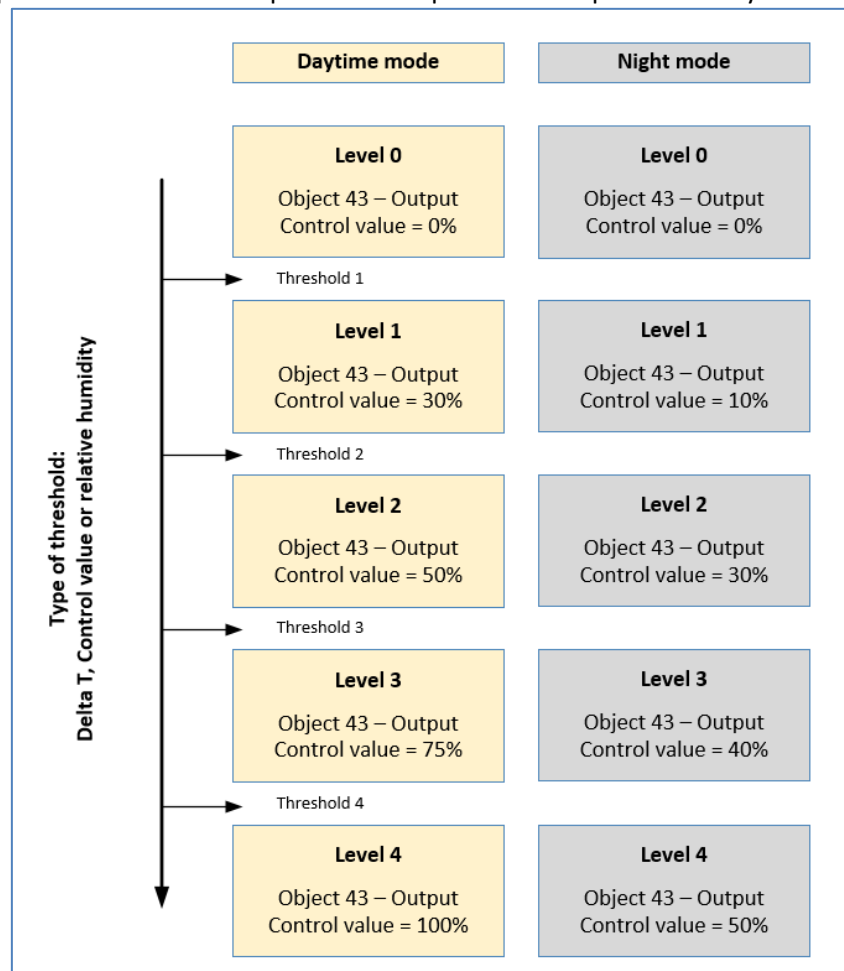 Daytime mode
Night mode
Level 0
Object 43 – Output
Control value = 0%
Level 0
Object 43 – Output
Control value = 0%
Threshold 1
Level 1
Object 43 – Output
Control value = 30%
Level 1
Object 43 – Output
Control value = 10%
Threshold 2
Type of threshold:
Delta T, Control value or relative humidity
Level 2
Object 43 – Output
Control value = 50%
Level 2
Object 43 – Output
Control value = 30%
Threshold 3
Level 3
Object 43 – Output
Control value = 75%
Level 3
Object 43 – Output
Control value = 40%
Threshold 4
Level 4
Object 43 – Output
Control value = 100%
Level 4
Object 43 – Output
Control value = 50%